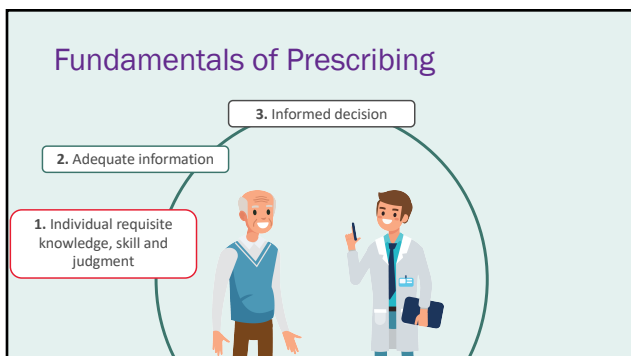 Fundamentals of Prescribing
3. Informed decision
2. Adequate information
1. Individual requisite
knowledge, skill and
judgment